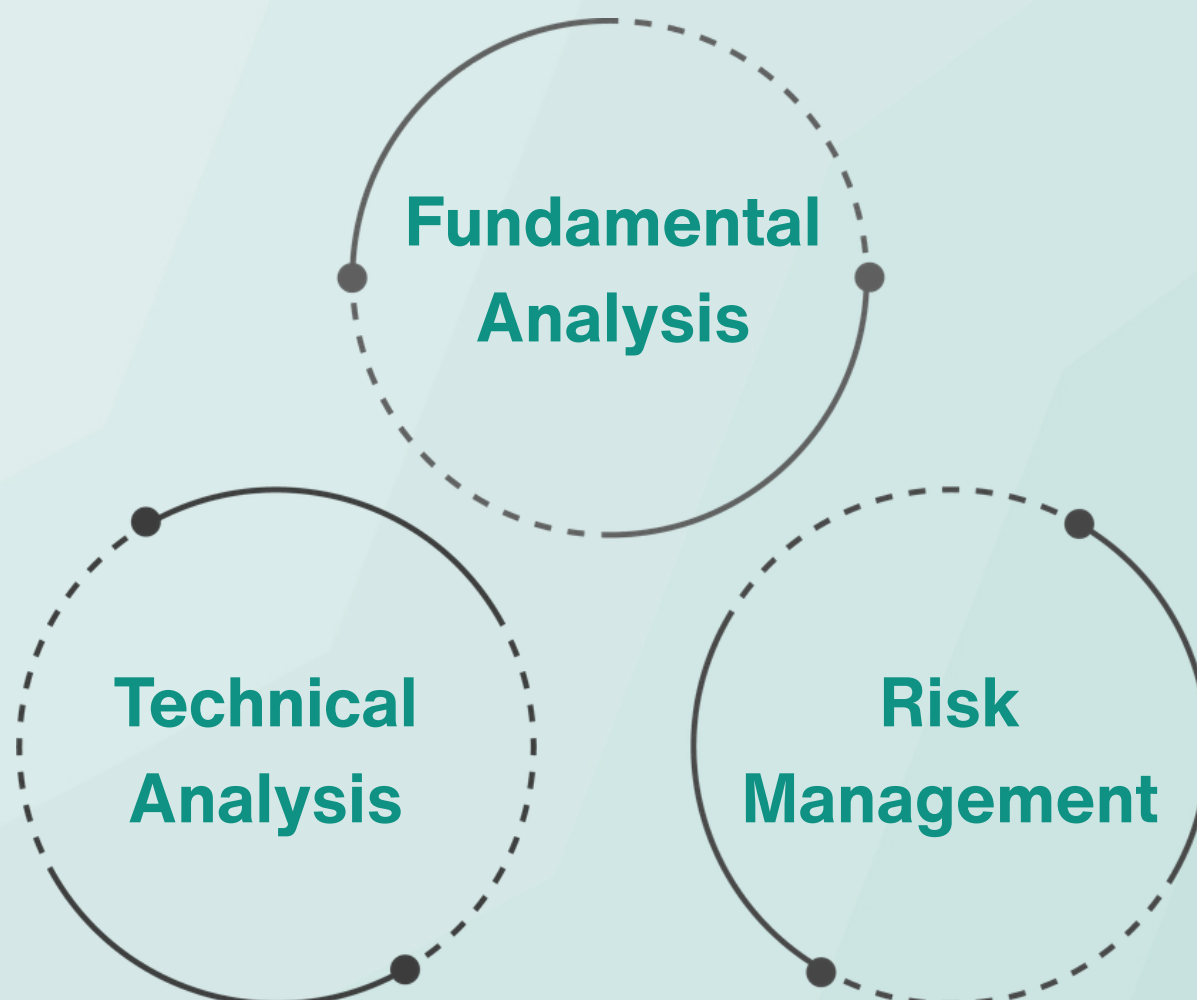 Fundamental
Analysis
Technical
Analysis
Risk
Management